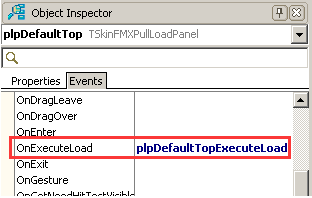 Object Inspector
plpDefaultTop TSkinFMXPullLoadPanel
Properties Events
OnDragLeave
OnDragOver
OnEnter
OnExecuteLoad plpDefaultTopExecuteLoad
OnExit
OnGesture
OnGetNeedHitTestVisible